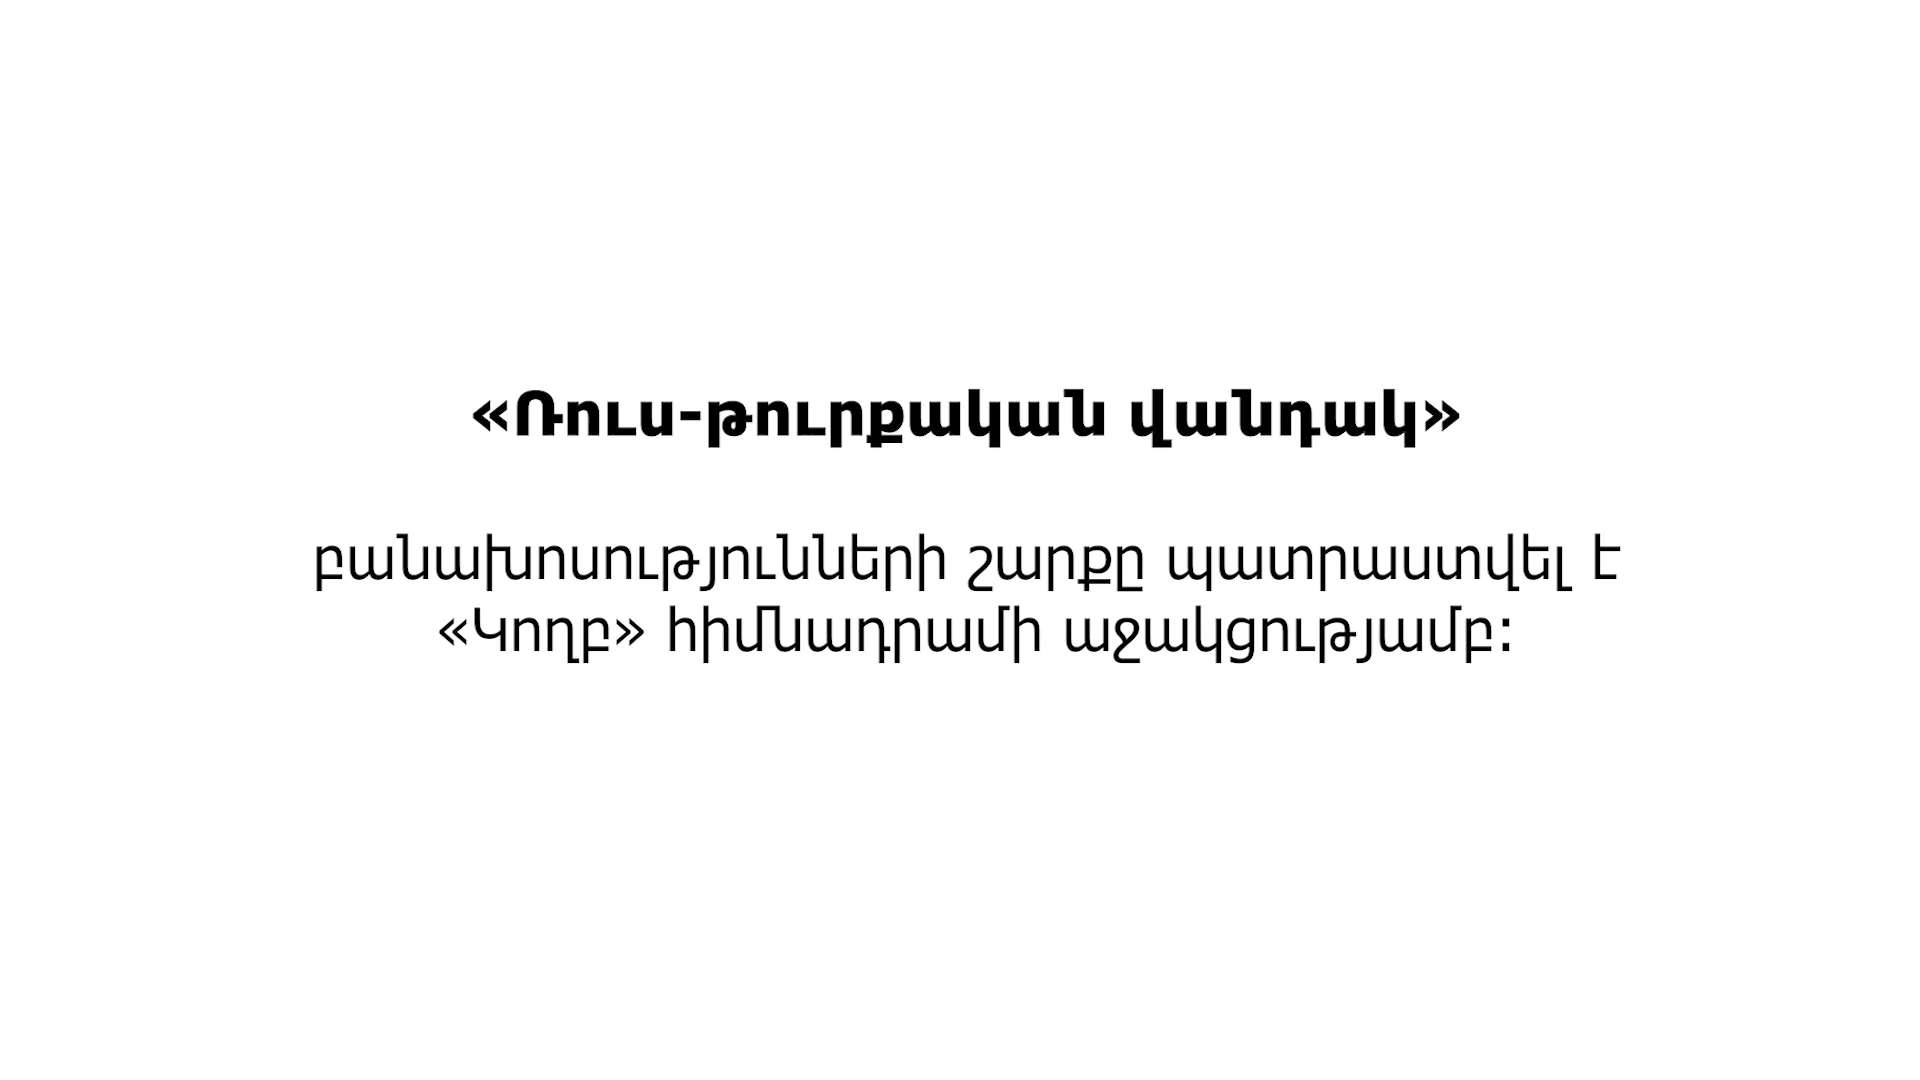 «Ռուս-թուրքական վանդակ»
բանախոսությունների շարքը պատրաստվել է
«Կողբ» հիմնադրամի աջակցությամբ: